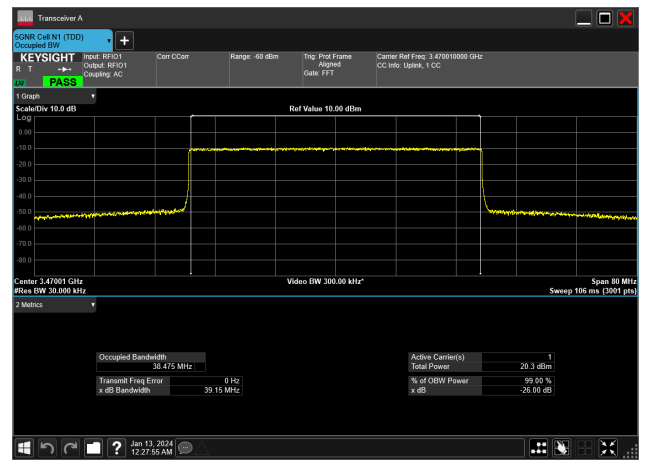 Transceiver A
5GNR Cell N1 (TDD)
Occupied BW
KEYSIGHT Input: RFIO1 Corr CCorr Range: -60 dBm Trig: Prot Frame Carrier Ref Freq: 3.470010000 GHz
R T Output: RFIO1 Aligned CC Info: Uplink, 1 CC
Coupling: AC Gate: FFT
PASS
1 Graph
Scale/Div 10.0 dB Ref Value 10.00 dBm
Log
0.00
-10.0
-20.0
-30.0
-40.0
-50.0
-60.0
-70.0
-80.0
Center 3.47001 GHz Video BW 300.00 kHz* Span 80 MHz
#Res BW 30.000 kHz Sweep 106 ms (3001 pts)
2 Metrics
Occupied Bandwidth Active Carrier(s) 1
38.475 MHz Total Power 20.3 dBm
Transmit Freq Error 0 Hz % of OBW Power 99.00 %
x dB Bandwidth 39.15 MHz x dB -26.00 dB
? Jan 13, 2024
12:27:55 AM